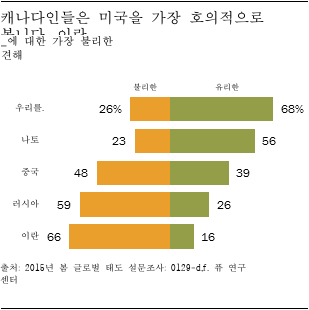 캐나다인들은 미국을 가장 호의적으로
봅니다. 이란
_에 대한 가장 불리한
견해
불리한 유리한
우리를. 26% 68%
나토 23 56
중국 48 39
러시아 59 26
이란 66 16
출처: 2015년 봄 글로벌 태도 설문조사: 0129-d,f. 퓨 연구
센터